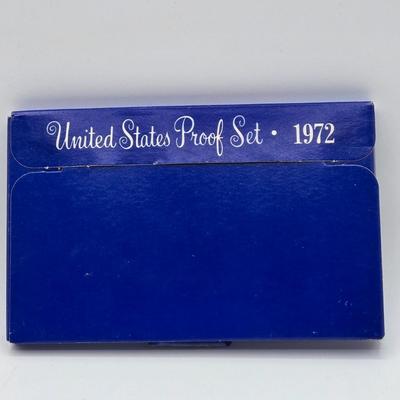 United States Proof Set • 1972